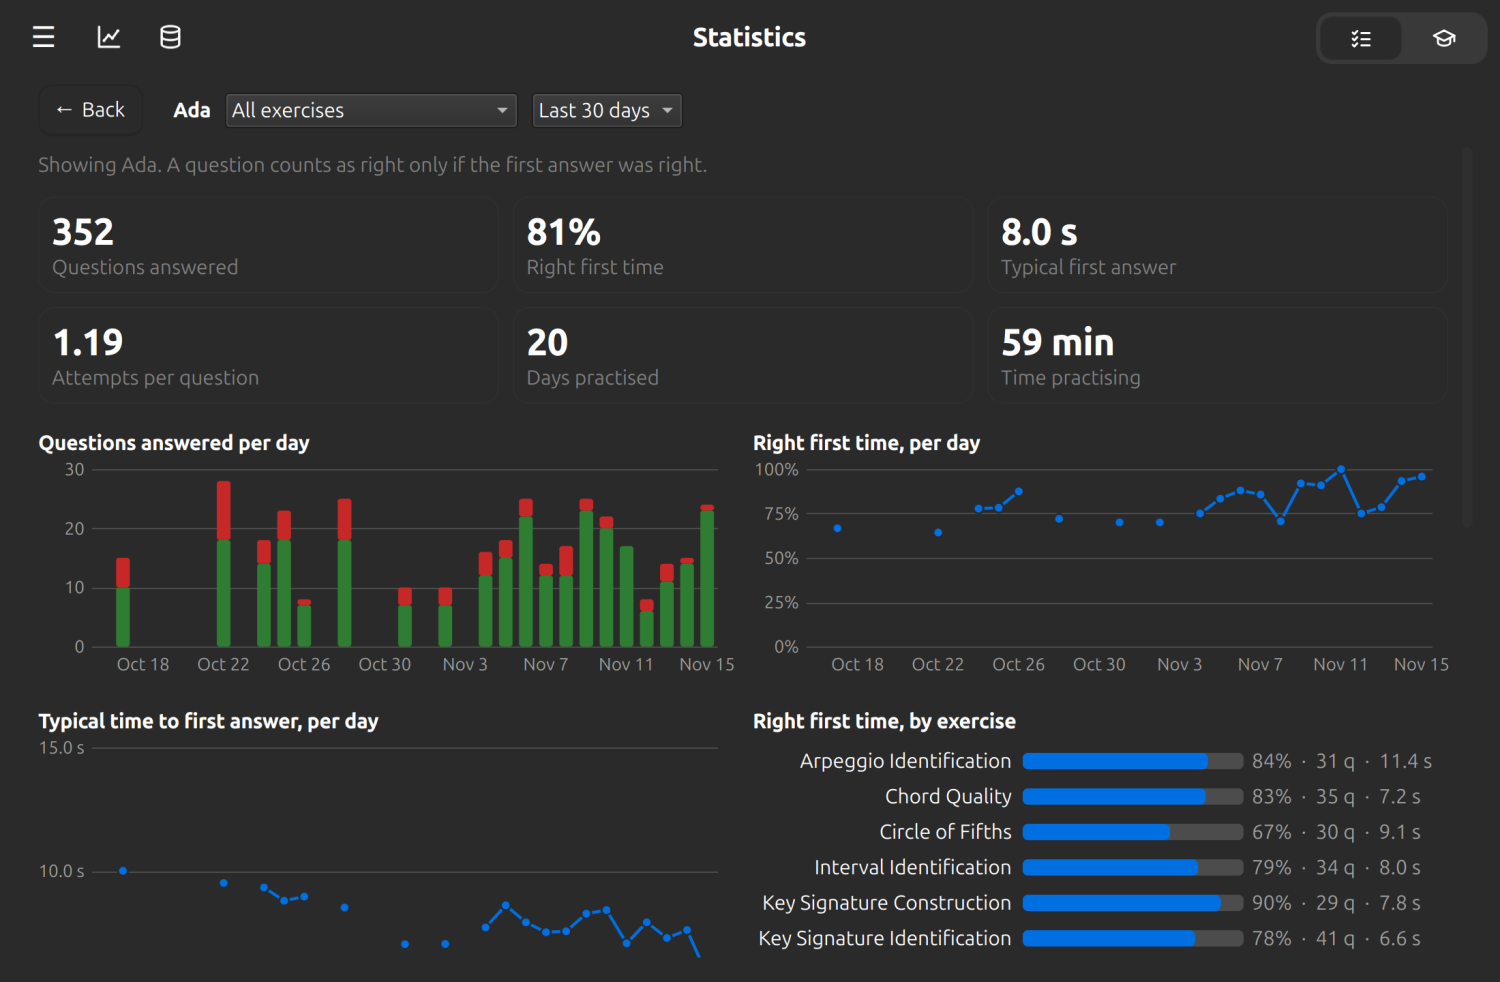 Statistics
← Back Ada All exercises Last 30 days
Showing Ada. A question counts as right only if the first answer was right.
352 81% 8.0 s
Questions answered Right first time Typical first answer
1.19 20 59 min
Attempts per question Days practised Time practising
Questions answered per day
30
20
10
0
Oct 18 Oct 22 Oct 26 Oct 30 Nov 3 Nov 7 Nov 11 Nov 15
Right first time, per day
100%
75%
50%
25%
0%
Oct 18 Oct 22 Oct 26 Oct 30 Nov 3 Nov 7 Nov 11 Nov 15
Typical time to first answer, per day
15.0 s
10.0 s
Right first time, by exercise
Arpeggio Identification 84% · 31 q · 11.4 s
Chord Quality 83% · 35 q · 7.2 s
Circle of Fifths 67% · 30 q · 9.1 s
Interval Identification 79% · 34 q · 8.0 s
Key Signature Construction 90% · 29 q · 7.8 s
Key Signature Identification 78% · 41 q · 6.6 s